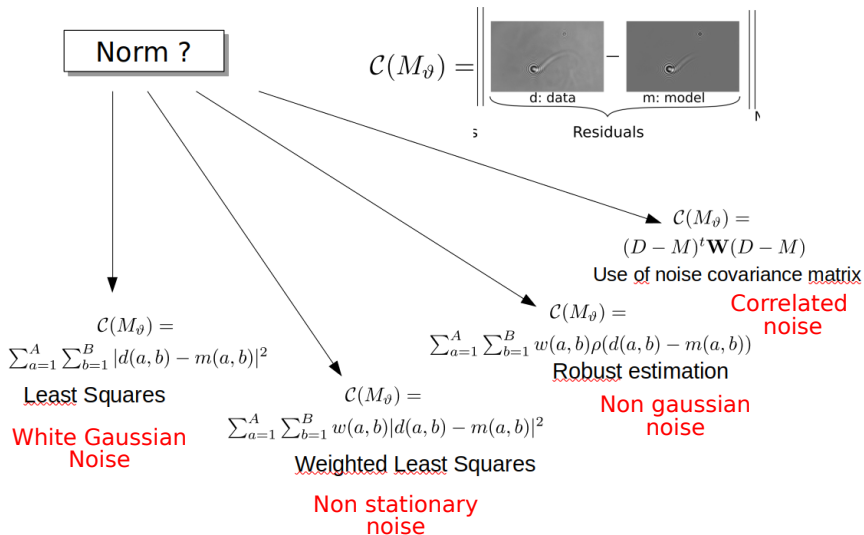 Norm ?
𝒞(M_ϑ) =
−
d: data
m: model
s
Residuals
𝒞(M_ϑ) =
(D − M)^t W(D − M)
Use of noise covariance matrix
Correlated
noise
𝒞(M_ϑ) =
∑_{a=1}^A ∑_{b=1}^B w(a, b)ρ(d(a, b) − m(a, b))
Robust estimation
Non gaussian
noise
𝒞(M_ϑ) =
∑_{a=1}^A ∑_{b=1}^B |d(a, b) − m(a, b)|^2
Least Squares
White Gaussian
Noise
𝒞(M_ϑ) =
∑_{a=1}^A ∑_{b=1}^B w(a, b)|d(a, b) − m(a, b)|^2
Weighted Least Squares
Non stationary
noise